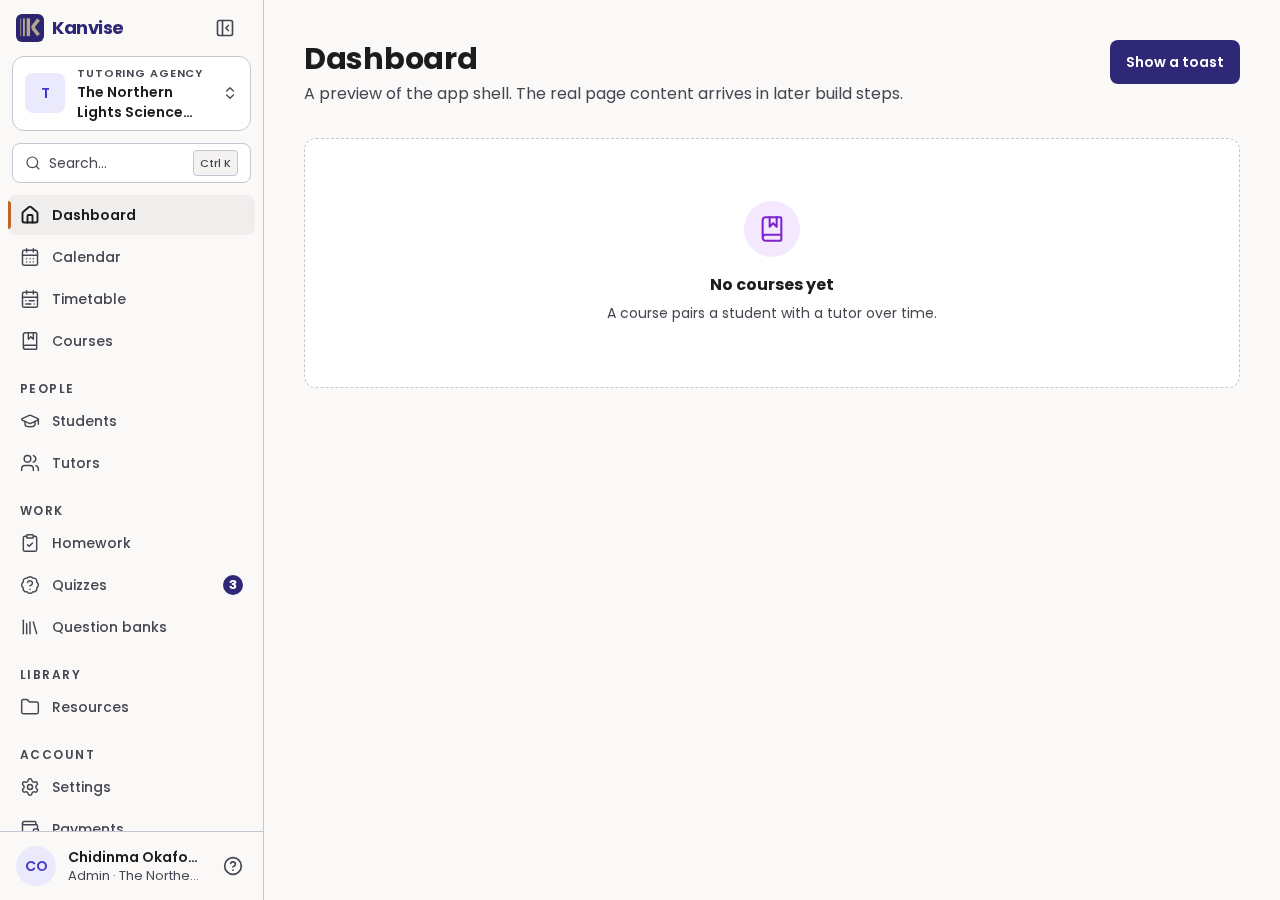 Kanvise
TUTORING AGENCY
T
The Northern
Lights Science...
Search...
Ctrl K
Dashboard
Calendar
Timetable
Courses
PEOPLE
Students
Tutors
WORK
Homework
Quizzes
3
Question banks
LIBRARY
Resources
ACCOUNT
Settings
Payments
CO
Chidinma Okafo...
Admin · The Northe...
Dashboard
A preview of the app shell. The real page content arrives in later build steps.
Show a toast
No courses yet
A course pairs a student with a tutor over time.